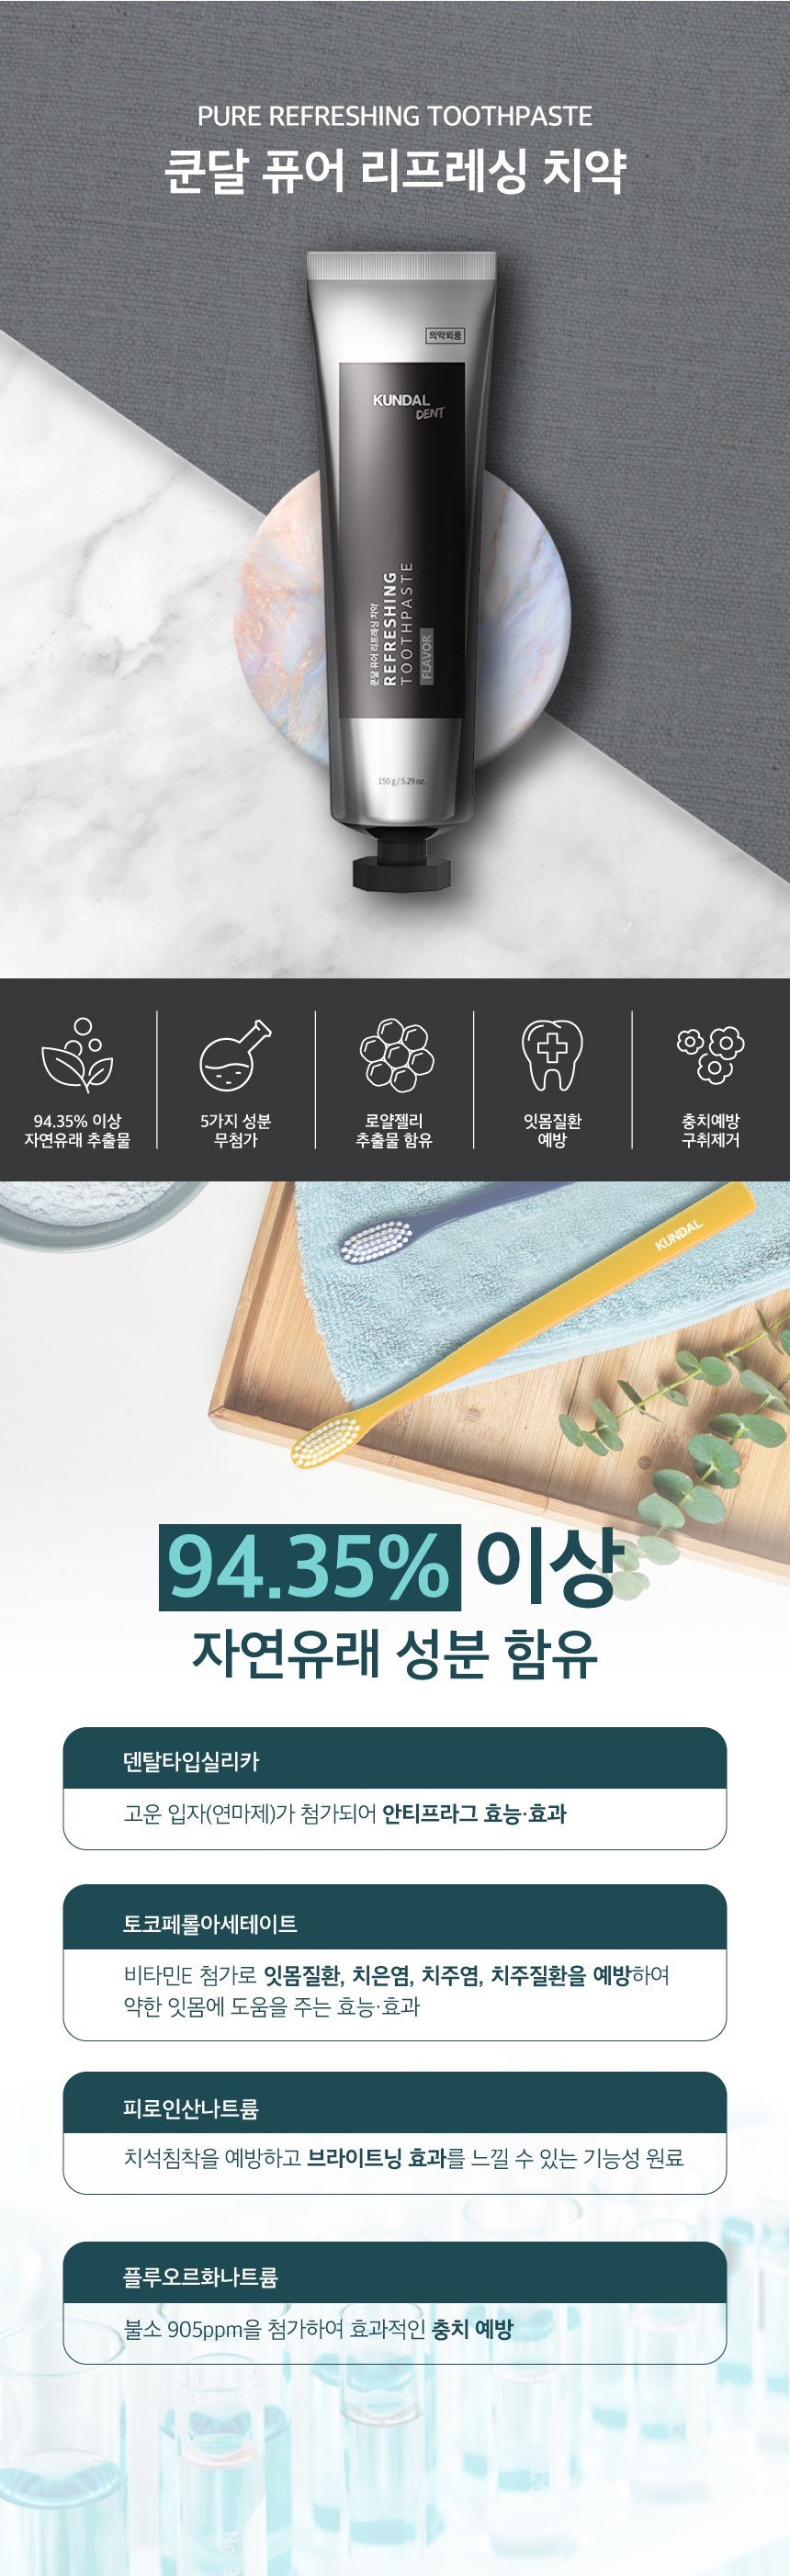 PURE REFRESHING TOOTHPASTE
쿤달 퓨어 리프레싱 치약
의약외품
KUNDAL
DENT
쿤달 퓨어 리프레싱 치약
REFRESHING
TOOTHPASTE
FLAVOR
150 g / 5.29 oz.
94.35% 이상
자연유래 추출물
5가지 성분
무첨가
로얄젤리
추출물 함유
잇몸질환
예방
충치예방
구취제거
KUNDAL
94.35% 이상
자연유래 성분 함유
덴탈타입실리카
고운 입자(연마제)가 첨가되어 안티프라그 효능·효과
토코페롤아세테이트
비타민E 첨가로 잇몸질환, 치은염, 치주염, 치주질환을 예방하여
약한 잇몸에 도움을 주는 효능·효과
피로인산나트륨
치석침착을 예방하고 브라이트닝 효과를 느낄 수 있는 기능성 원료
플루오르화나트륨
불소 905ppm을 첨가하여 효과적인 충치 예방